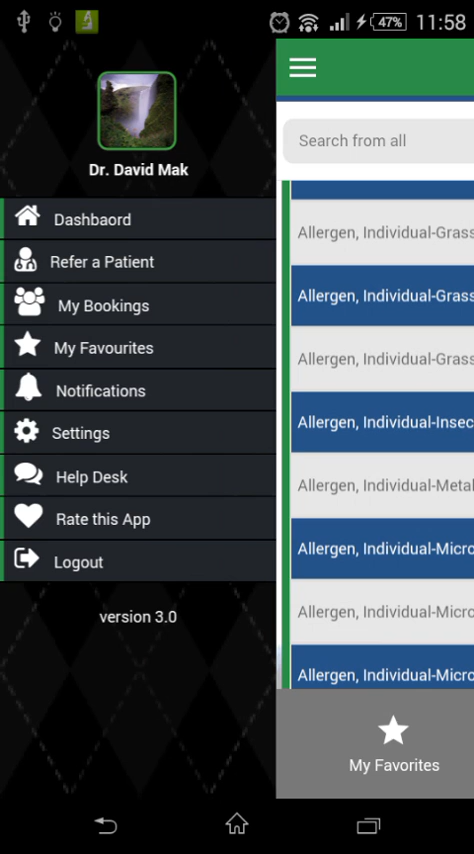 47% 11:58
Dr. David Mak
Dashbaord
Refer a Patient
My Bookings
My Favourites
Notifications
Settings
Help Desk
Rate this App
Logout
version 3.0
Search from all
Allergen, Individual-Grass
Allergen, Individual-Grass
Allergen, Individual-Grass
Allergen, Individual-Insec
Allergen, Individual-Metal
Allergen, Individual-Micro
Allergen, Individual-Micro
Allergen, Individual-Micro
My Favorites